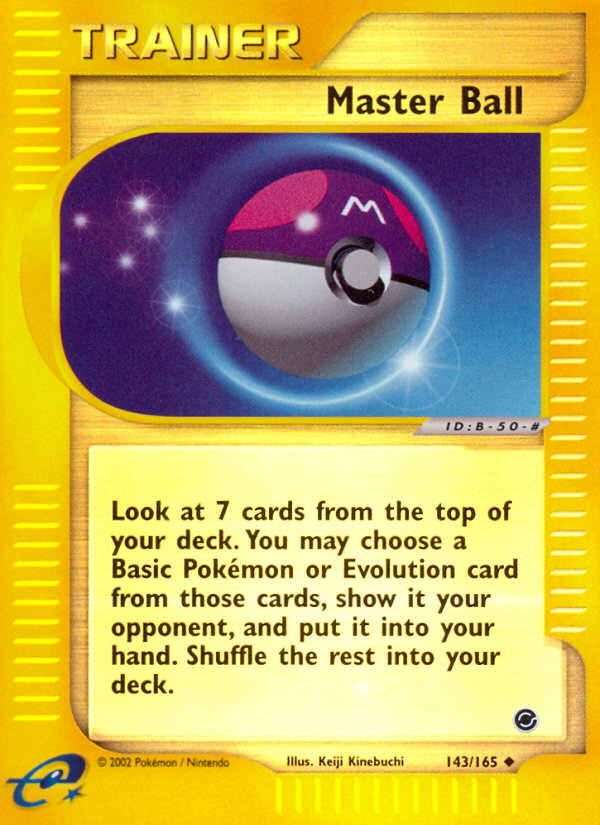 TRAINER
Master Ball
M
ID:B-50-#
Look at 7 cards from the top of
your deck. You may choose a
Basic Pokémon or Evolution card
from those cards, show it your
opponent, and put it into your
hand. Shuffle the rest into your
deck.
© 2002 Pokémon / Nintendo
Illus. Keiji Kinebuchi
143/165 ◆
e